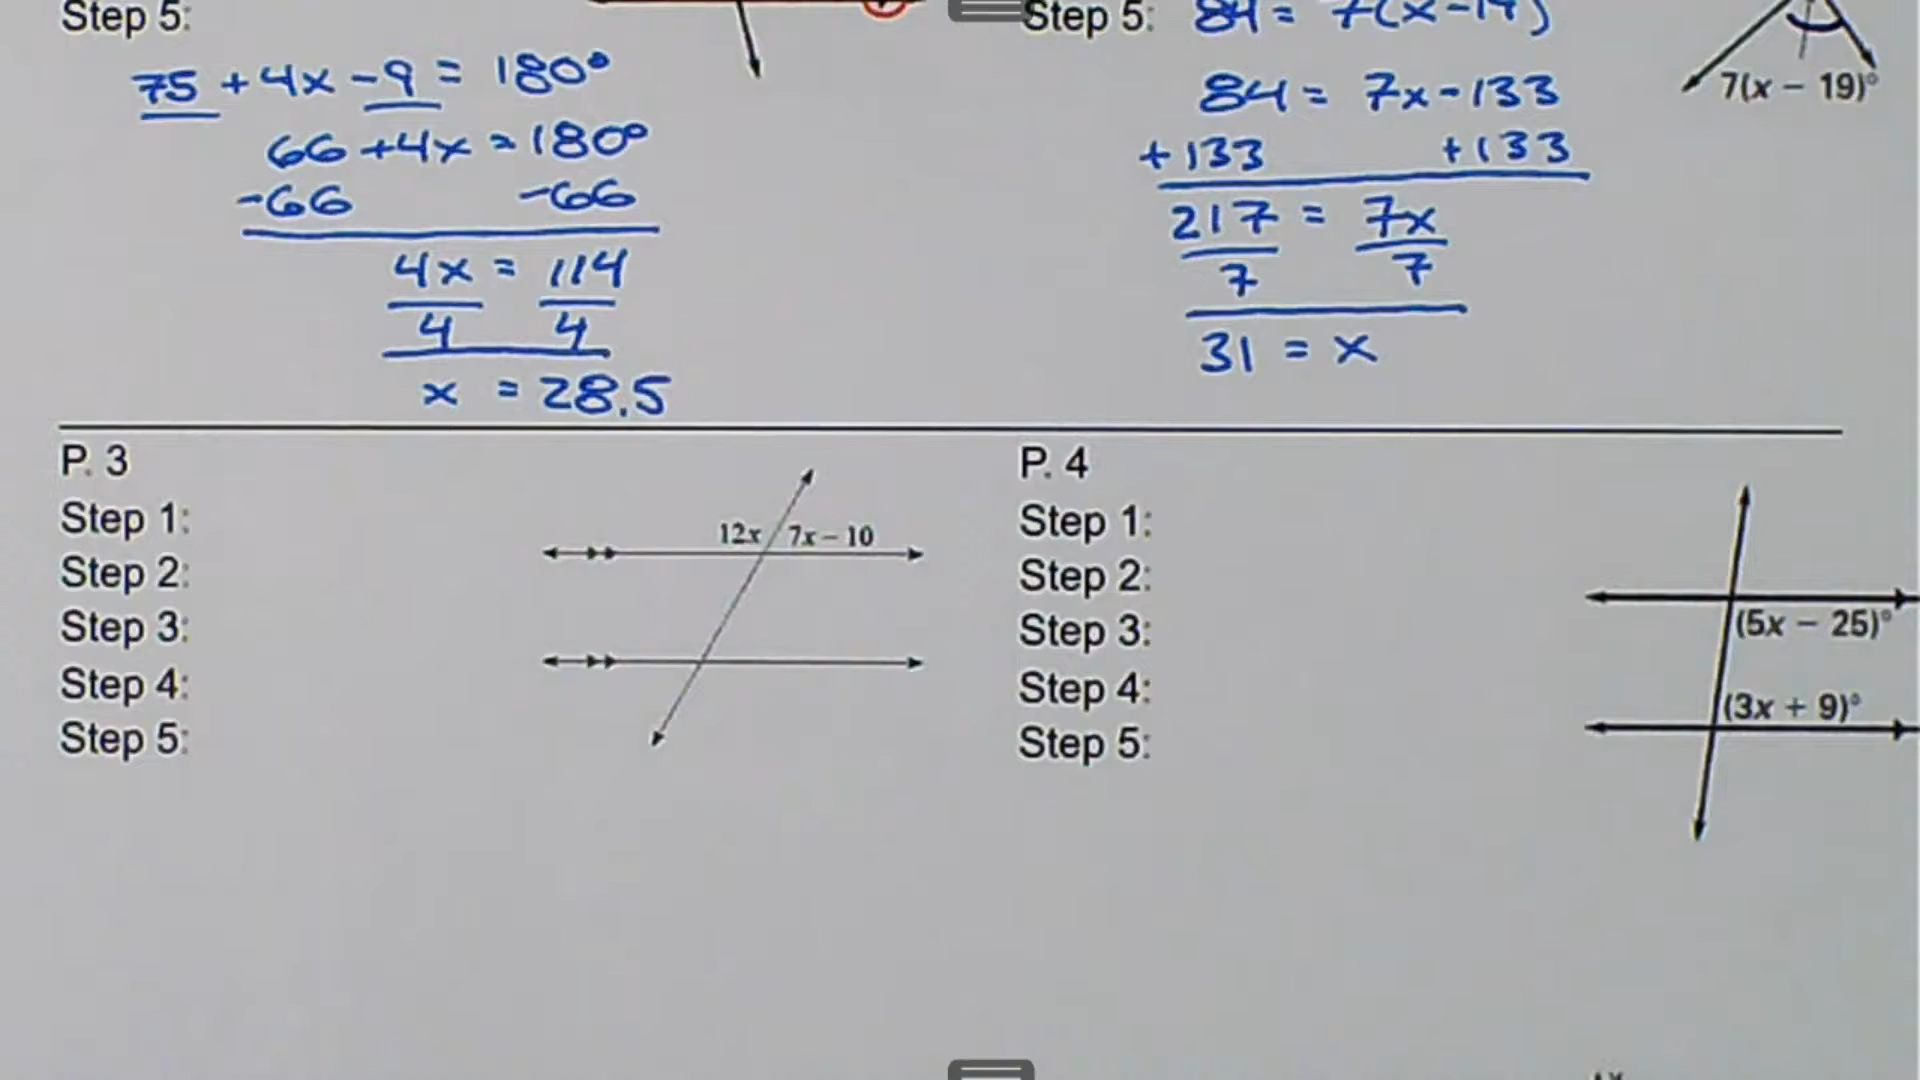 Step 5:
75 + 4x - 9 = 180°
66 + 4x = 180°
-66 -66
4x = 114
4 4
x = 28.5
Step 5: 84 = 7(x-19)
84 = 7x - 133
+133 +133
217 = 7x
7 7
31 = x
7(x – 19)°
P. 3
Step 1:
Step 2:
Step 3:
Step 4:
Step 5:
12x 7x – 10
P. 4
Step 1:
Step 2:
Step 3:
Step 4:
Step 5:
(5x – 25)°
(3x + 9)°